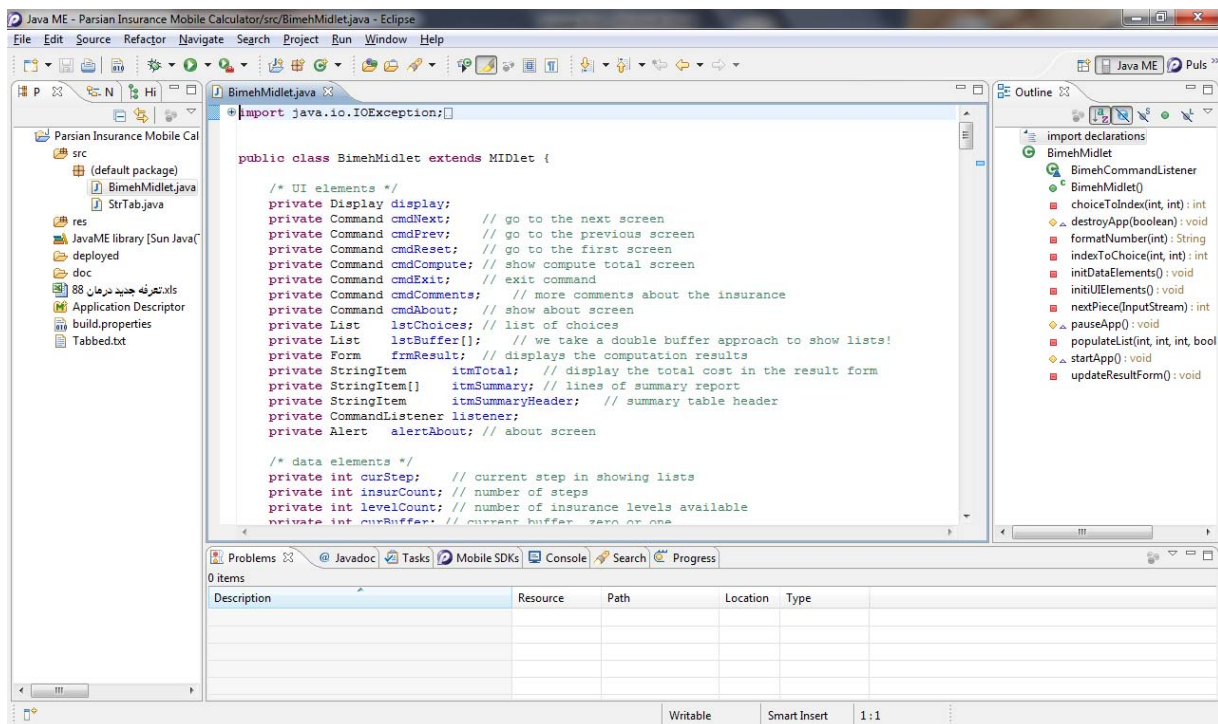 Java ME - Parsian Insurance Mobile Calculator/src/BimehMidlet.java - Eclipse
File Edit Source Refactor Navigate Search Project Run Window Help
Java ME Puls
P N Hi
Parsian Insurance Mobile Cal
src
(default package)
BimehMidlet.java
StrTab.java
res
JavaME library [Sun Java(
deployed
doc
تعرفه جدید درمان 88.xls
Application Descriptor
build.properties
Tabbed.txt
BimehMidlet.java
import java.io.IOException;
public class BimehMidlet extends MIDlet {
/* UI elements */
private Display display;
private Command cmdNext; // go to the next screen
private Command cmdPrev; // go to the previous screen
private Command cmdReset; // go to the first screen
private Command cmdCompute; // show compute total screen
private Command cmdExit; // exit command
private Command cmdComments; // more comments about the insurance
private Command cmdAbout; // show about screen
private List lstChoices; // list of choices
private List lstBuffer[]; // we take a double buffer approach to show lists!
private Form frmResult; // displays the computation results
private StringItem itmTotal; // display the total cost in the result form
private StringItem[] itmSummary; // lines of summary report
private StringItem itmSummaryHeader; // summary table header
private CommandListener listener;
private Alert alertAbout; // about screen
/* data elements */
private int curStep; // current step in showing lists
private int insurCount; // number of steps
private int levelCount; // number of insurance levels available
private int curBuffer; // current buffer, zero or one
Outline
import declarations
BimehMidlet
BimehCommandListener
BimehMidlet()
choiceToIndex(int, int) : int
destroyApp(boolean) : void
formatNumber(int) : String
indexToChoice(int, int) : int
initDataElements() : void
initiUIElements() : void
nextPiece(InputStream) : int
pauseApp() : void
populateList(int, int, int, bool
startApp() : void
updateResultForm() : void
Problems @ Javadoc Tasks Mobile SDKs Console Search Progress
0 items
Description Resource Path Location Type
Writable Smart Insert 1 : 1